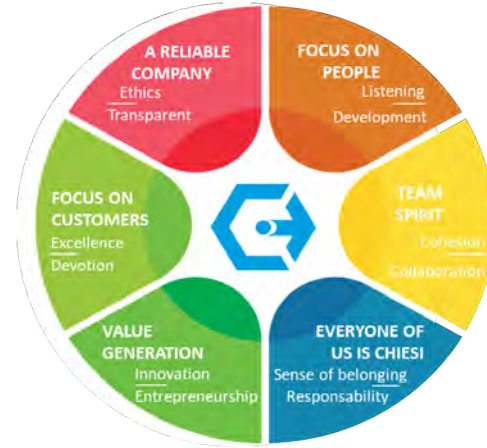 A RELIABLE
COMPANY
Ethics
Transparent
FOCUS ON
PEOPLE
Listening
Development
TEAM
SPIRIT
Cohesion
Collaboration
EVERYONE OF
US IS CHIESI
Sense of belonging
Responsability
VALUE
GENERATION
Innovation
Entrepreneurship
FOCUS ON
CUSTOMERS
Excellence
Devotion